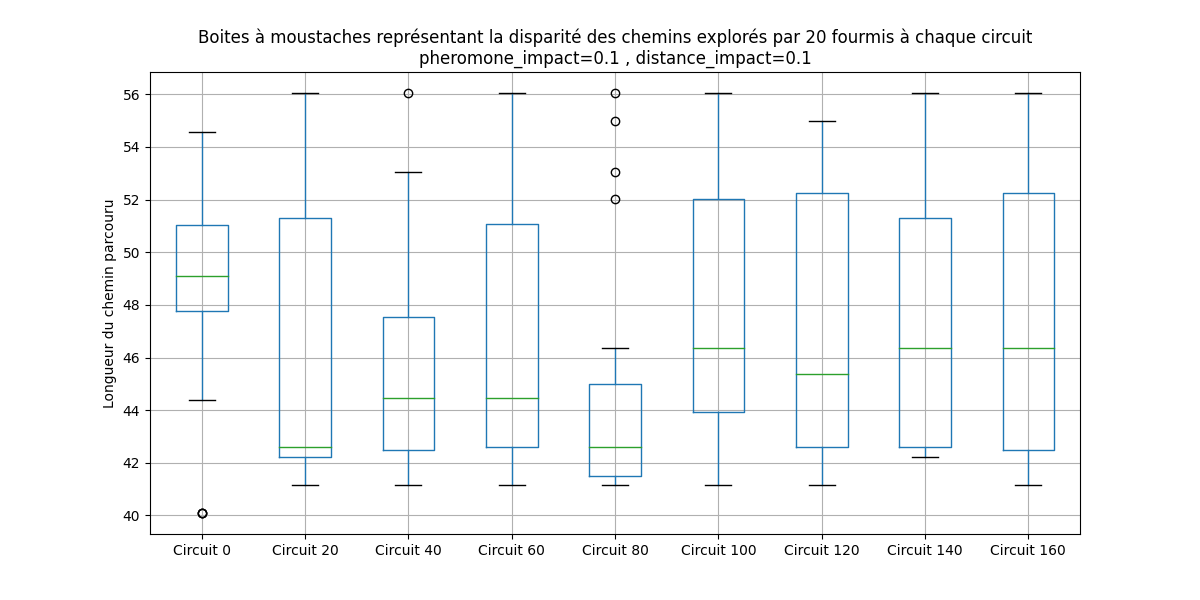 Boites à moustaches représentant la disparité des chemins explorés par 20 fourmis à chaque circuit
pheromone_impact=0.1 , distance_impact=0.1
Longueur du chemin parcouru
56
54
52
50
48
46
44
42
40
Circuit 0 Circuit 20 Circuit 40 Circuit 60 Circuit 80 Circuit 100 Circuit 120 Circuit 140 Circuit 160